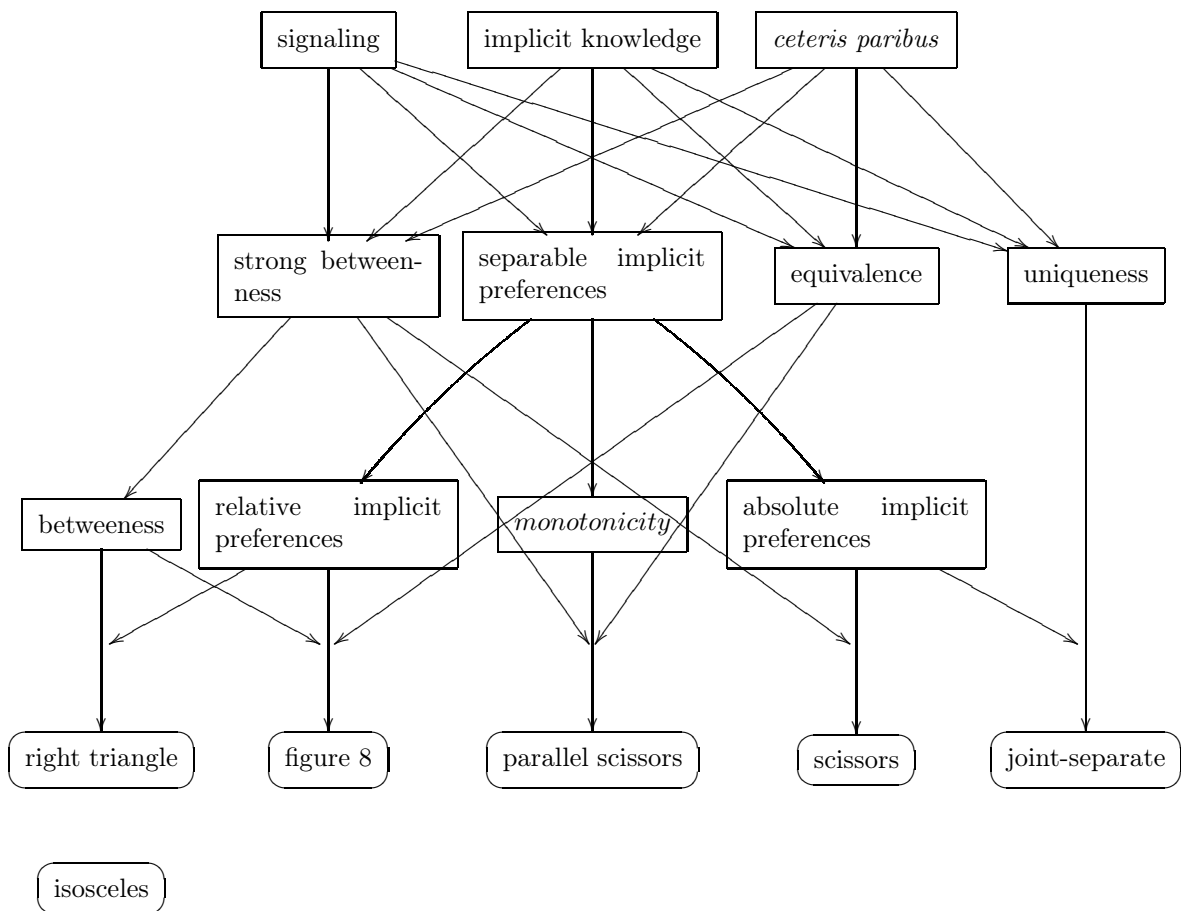 signaling
implicit knowledge
ceteris paribus
strong between-
ness
separable implicit
preferences
equivalence
uniqueness
betweeness
relative implicit
preferences
monotonicity
absolute implicit
preferences
right triangle
figure 8
parallel scissors
scissors
joint-separate
isosceles